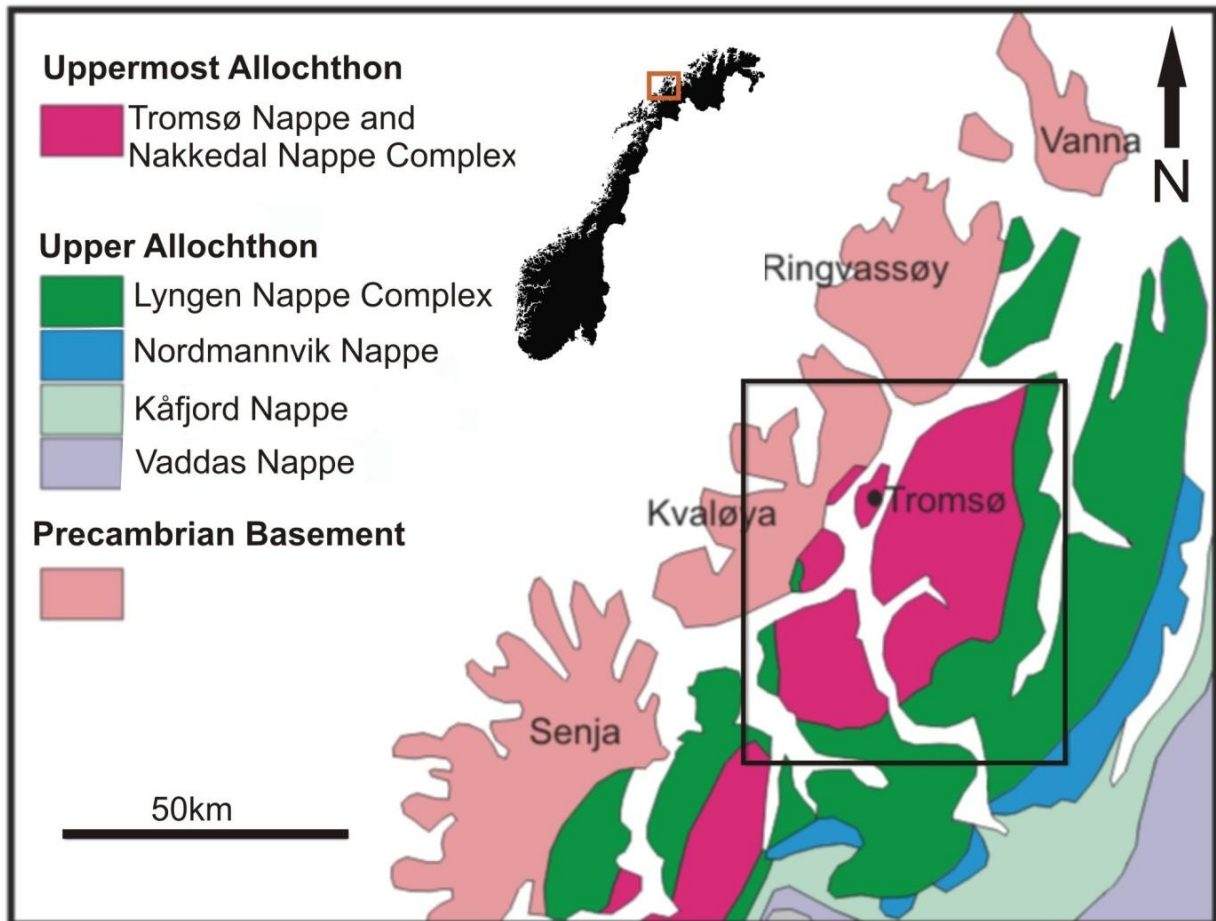 Uppermost Allochthon
Tromsø Nappe and
Nakkedal Nappe Complex
Upper Allochthon
Lyngen Nappe Complex
Nordmannvik Nappe
Kåfjord Nappe
Vaddas Nappe
Precambrian Basement
50km
N
Vanna
Ringvassøy
Kvaløya
Tromsø
Senja